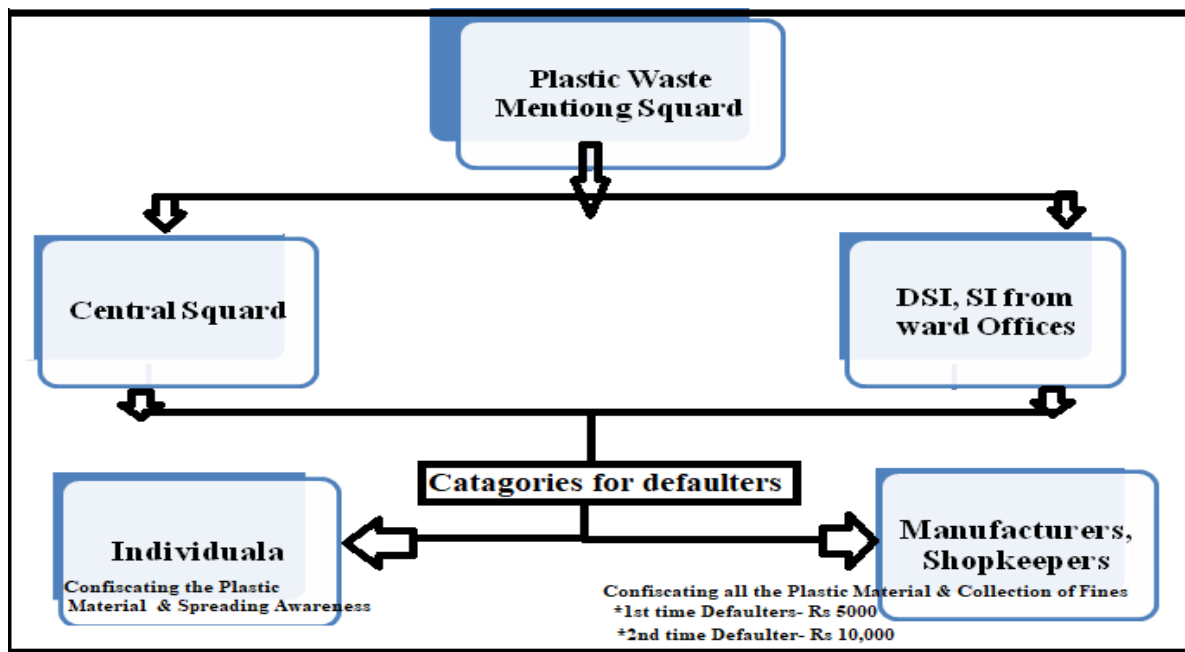 Plastic Waste
Mentiong Squard
Central Squard
DSI, SI from
ward Offices
Catagories for defaulters
Individuala
Confiscating the Plastic
Material & Spreading Awareness
Manufacturers,
Shopkeepers
Confiscating all the Plastic Material & Collection of Fines
*1st time Defaulters- Rs 5000
*2nd time Defaulter- Rs 10,000